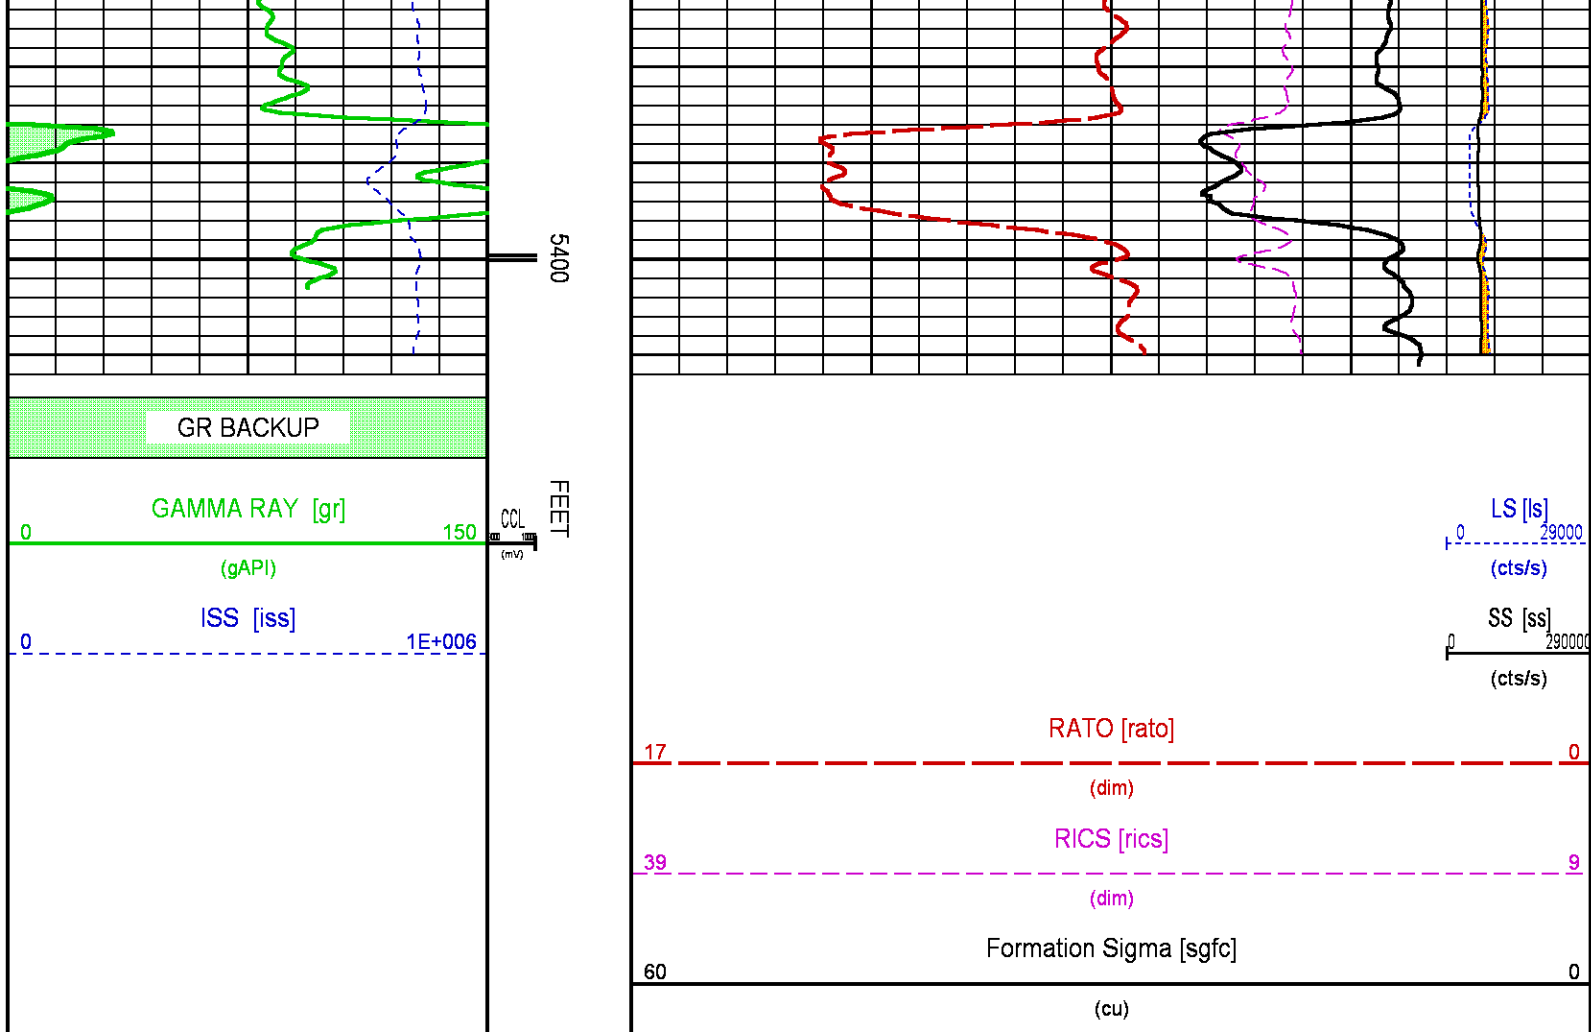 5400
GR BACKUP
GAMMA RAY [gr]
0 150
(gAPI)
ISS [iss]
0 1E+006
CCL
(mV)
FEET
LS [ls]
0 29000
(cts/s)
SS [ss]
0 290000
(cts/s)
RATO [rato]
17 0
(dim)
RICS [rics]
39 9
(dim)
Formation Sigma [sgfc]
60 0
(cu)